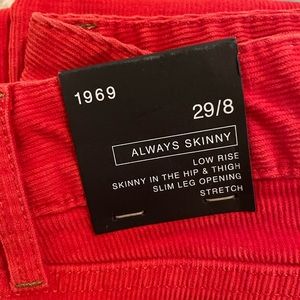 1969
29/8
ALWAYS SKINNY
LOW RISE
SKINNY IN THE HIP & THIGH
SLIM LEG OPENING
STRETCH